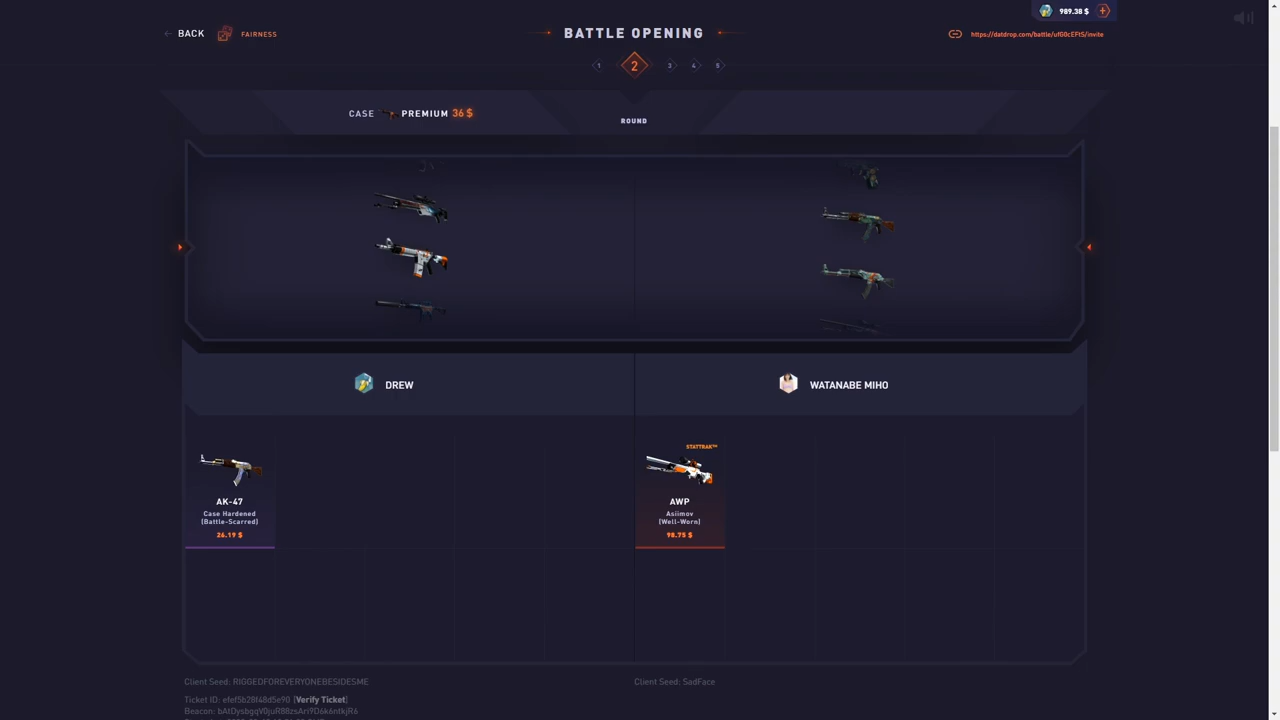 989.38 $
BACK
FAIRNESS
BATTLE OPENING
https://datdrop.com/battle/ufG0cEFtS/invite
1
2
3
4
5
CASE PREMIUM 36 $
ROUND
DREW
WATANABE MIHO
AK-47
Case Hardened
(Battle-Scarred)
26.19 $
STATTRAK™
AWP
Asiimov
(Well-Worn)
98.75 $
Client Seed: RIGGEDFOREVERYONEBESIDESME
Client Seed: SadFace
Ticket ID: efef5b28f48d5e90 [Verify Ticket]
Beacon: bAtDysbgqV0juR88zsAri9D6k6nfkjR6